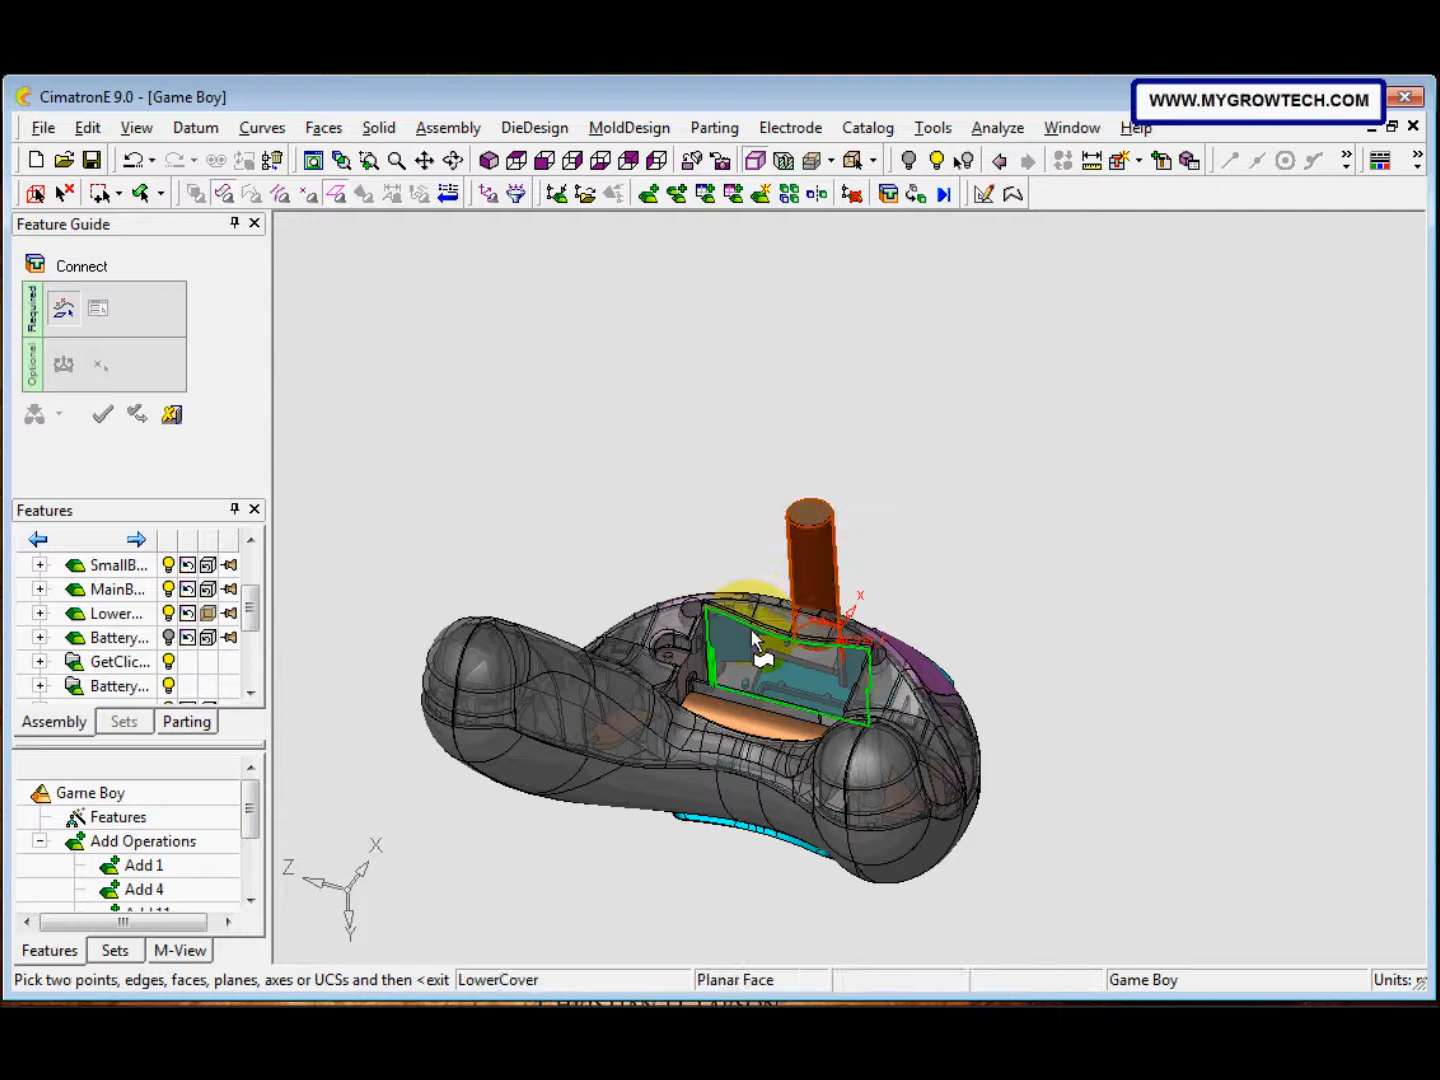 CimatronE 9.0 - [Game Boy]
WWW.MYGROWTECH.COM
File Edit View Datum Curves Faces Solid Assembly DieDesign MoldDesign Parting Electrode Catalog Tools Analyze Window Help
Feature Guide
Connect
Required
Optional
Features
SmallB...
MainB...
Lower...
Battery...
GetClic...
Battery...
Assembly Sets Parting
Game Boy
Features
Add Operations
Add 1
Add 4
Features Sets M-View
X
Z
Y
X
Pick two points, edges, faces, planes, axes or UCSs and then <exit LowerCover Planar Face Game Boy Units: